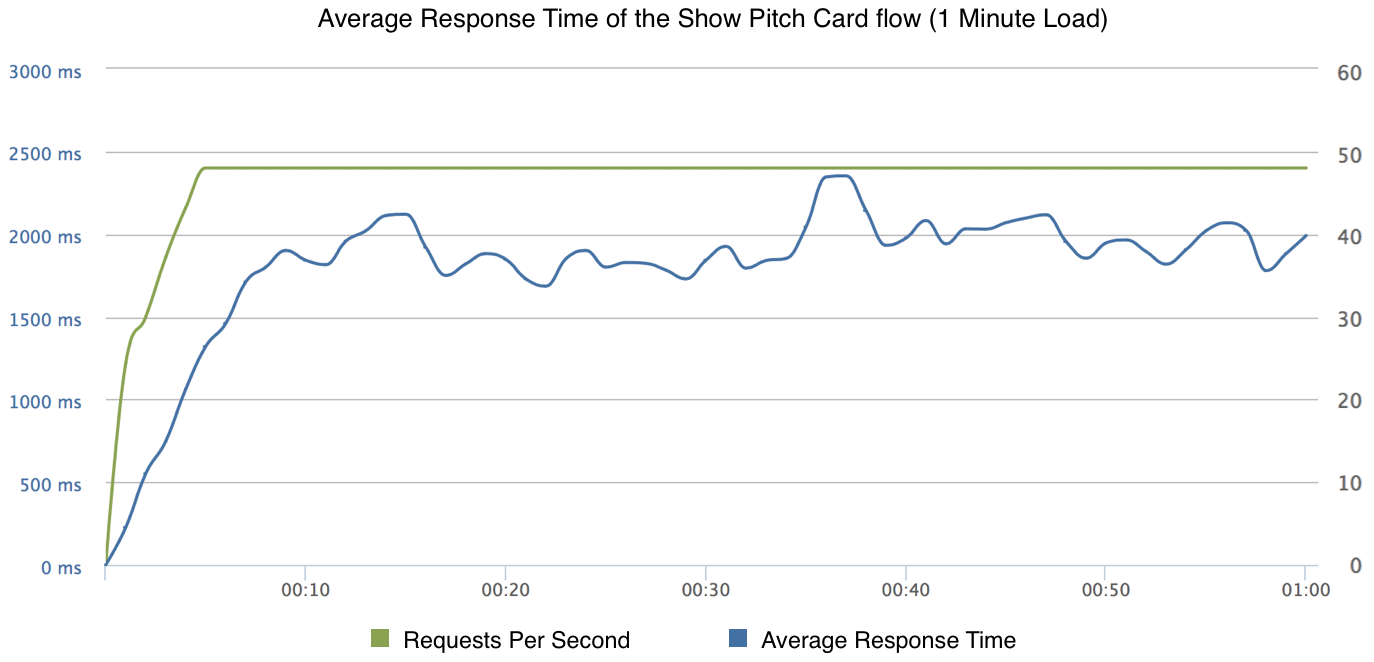 Average Response Time of the Show Pitch Card flow (1 Minute Load)
3000 ms 60
2500 ms 50
2000 ms 40
1500 ms 30
1000 ms 20
500 ms 10
0 ms 0
00:10 00:20 00:30 00:40 00:50 01:00
Requests Per Second Average Response Time